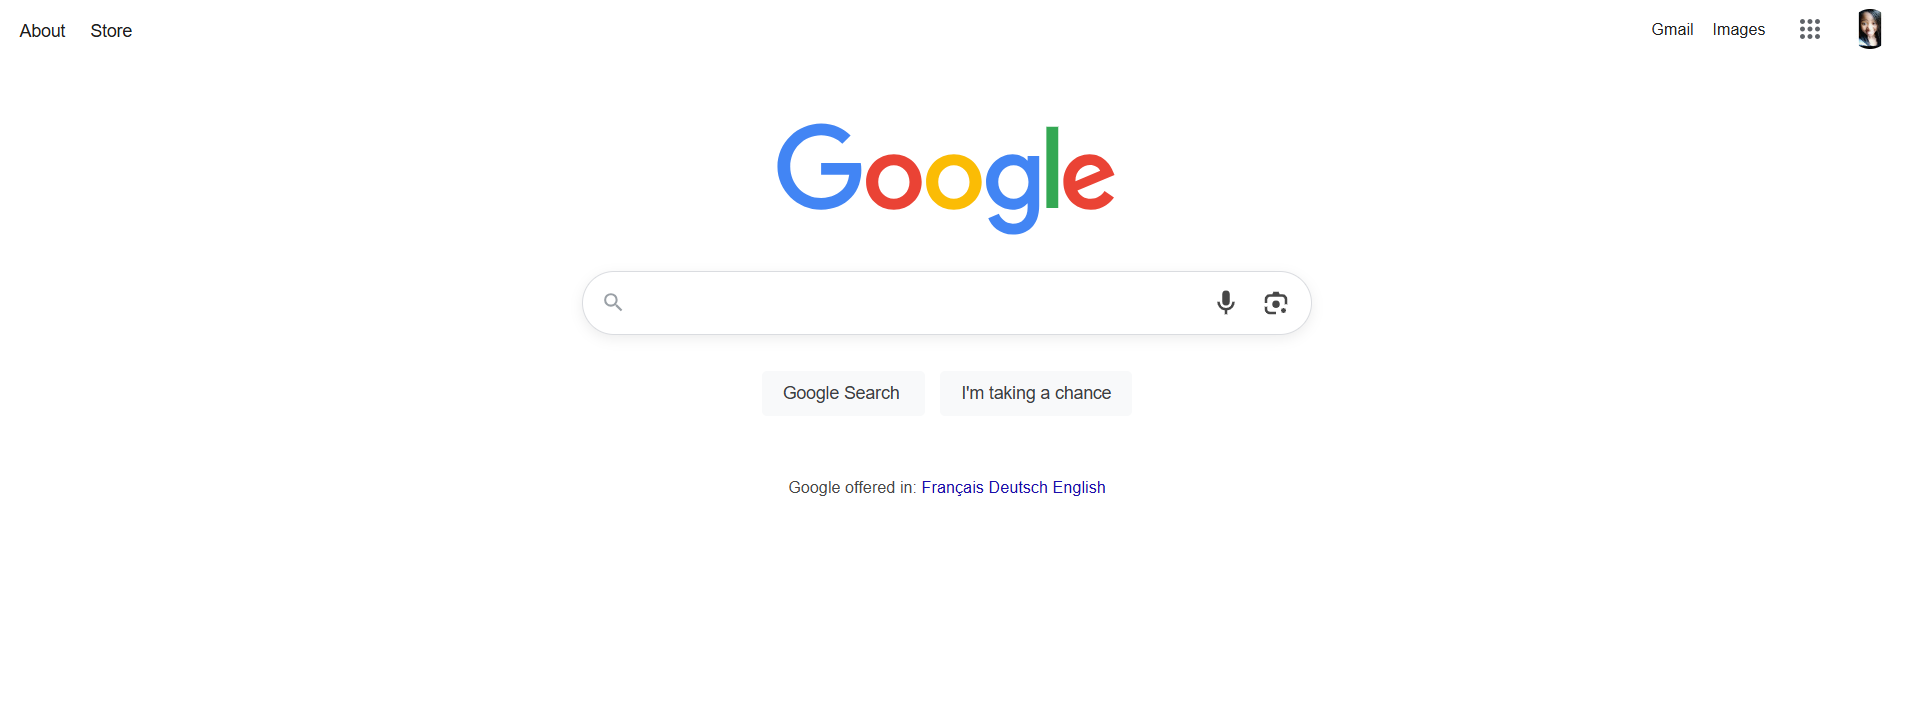 About Store
Gmail Images
Google
Google Search I'm taking a chance
Google offered in: Français Deutsch English